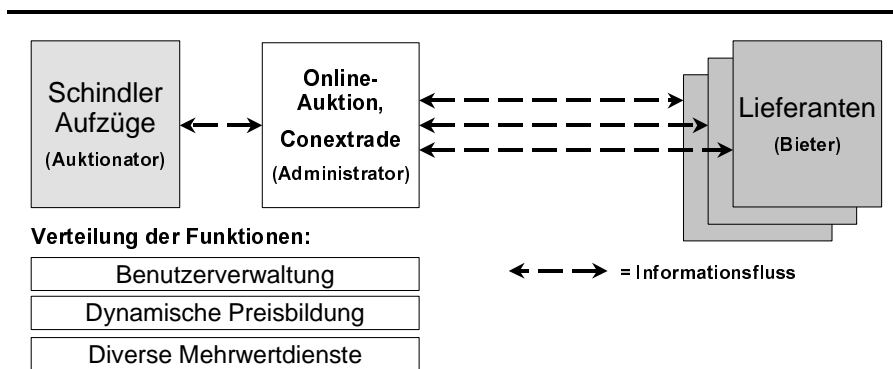 Schindler
Aufzüge
(Auktionator)
Online-
Auktion,
Conextrade
(Administrator)
Lieferanten
(Bieter)
Verteilung der Funktionen:
Benutzerverwaltung
Dynamische Preisbildung
Diverse Mehrwertdienste
= Informationsfluss